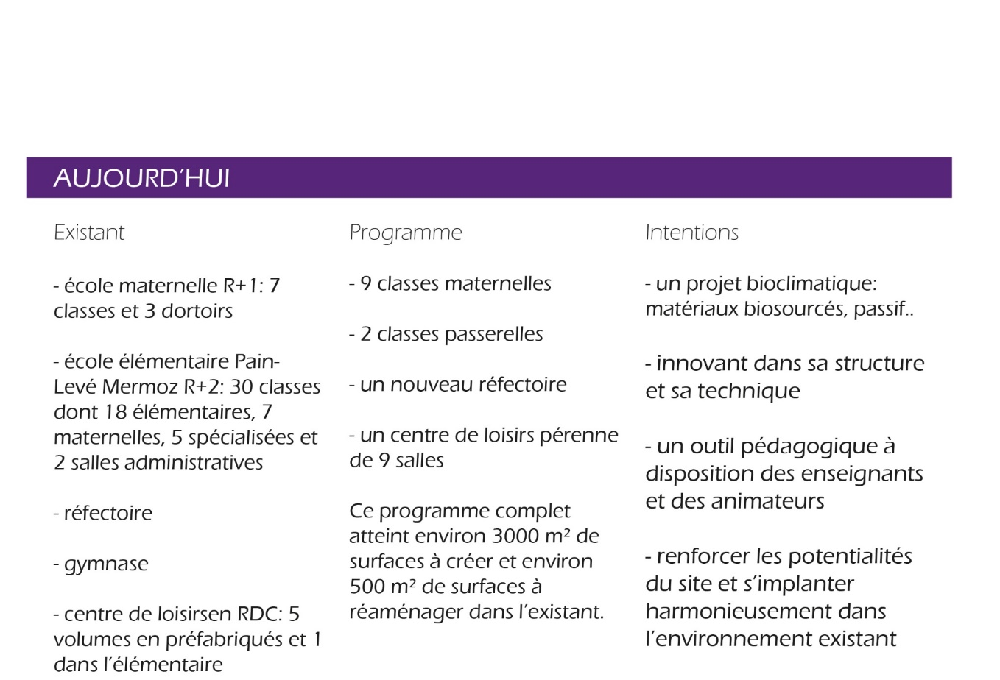 AUJOURD'HUI
Existant
- école maternelle R+1: 7
classes et 3 dortoirs
- école élémentaire Pain-
Levé Mermoz R+2: 30 classes
dont 18 élémentaires, 7
maternelles, 5 spécialisées et
2 salles administratives
- réfectoire
- gymnase
- centre de loisirsen RDC: 5
volumes en préfabriqués et 1
dans l'élémentaire
Programme
- 9 classes maternelles
- 2 classes passerelles
- un nouveau réfectoire
- un centre de loisirs pérenne
de 9 salles
Ce programme complet
atteint environ 3000 m² de
surfaces à créer et environ
500 m² de surfaces à
réaménager dans l'existant.
Intentions
- un projet bioclimatique:
matériaux biosourcés, passif..
- innovant dans sa structure
et sa technique
- un outil pédagogique à
disposition des enseignants
et des animateurs
- renforcer les potentialités
du site et s'implanter
harmonieusement dans
l'environnement existant